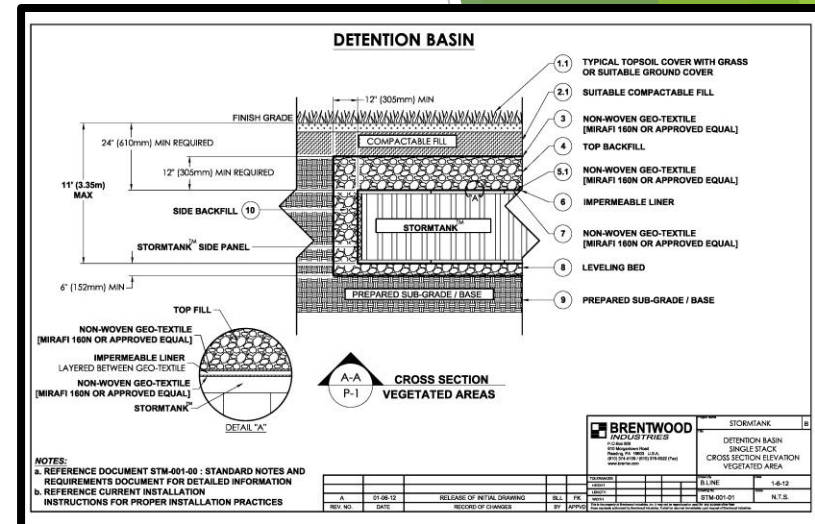 DETENTION BASIN
12" (305mm) MIN
FINISH GRADE
24" (610mm) MIN REQUIRED
COMPACTABLE FILL
12" (305mm) MIN REQUIRED
11' (3.35m)
MAX
SIDE BACKFILL 10
STORMTANK™
STORMTANK™ SIDE PANEL
6" (152mm) MIN
PREPARED SUB-GRADE / BASE
"A"
1.1 TYPICAL TOPSOIL COVER WITH GRASS
OR SUITABLE GROUND COVER
2.1 SUITABLE COMPACTABLE FILL
3 NON-WOVEN GEO-TEXTILE
[MIRAFI 160N OR APPROVED EQUAL]
4 TOP BACKFILL
5.1 NON-WOVEN GEO-TEXTILE
[MIRAFI 160N OR APPROVED EQUAL]
6 IMPERMEABLE LINER
7 NON-WOVEN GEO-TEXTILE
[MIRAFI 160N OR APPROVED EQUAL]
8 LEVELING BED
9 PREPARED SUB-GRADE / BASE
TOP FILL
NON-WOVEN GEO-TEXTILE
[MIRAFI 160N OR APPROVED EQUAL]
IMPERMEABLE LINER
LAYERED BETWEEN GEO-TEXTILE
NON-WOVEN GEO-TEXTILE
[MIRAFI 160N OR APPROVED EQUAL]
STORMTANK™
DETAIL "A"
A-A
P-1
CROSS SECTION
VEGETATED AREAS
NOTES:
a. REFERENCE DOCUMENT STM-001-00 : STANDARD NOTES AND
REQUIREMENTS DOCUMENT FOR DETAILED INFORMATION
b. REFERENCE CURRENT INSTALLATION
INSTRUCTIONS FOR PROPER INSTALLATION PRACTICES
A 01-06-12 RELEASE OF INITIAL DRAWING BLL FK
REV. NO. DATE RECORD OF CHANGES BY APPVD
BRENTWOOD
INDUSTRIES
STORMTANK B
DETENTION BASIN
SINGLE STACK
CROSS SECTION ELEVATION
VEGETATED AREA
TOLERANCES
HEIGHT
LENGTH
WIDTH
B.LINE 1-6-12
STM-001-01 N.T.S.